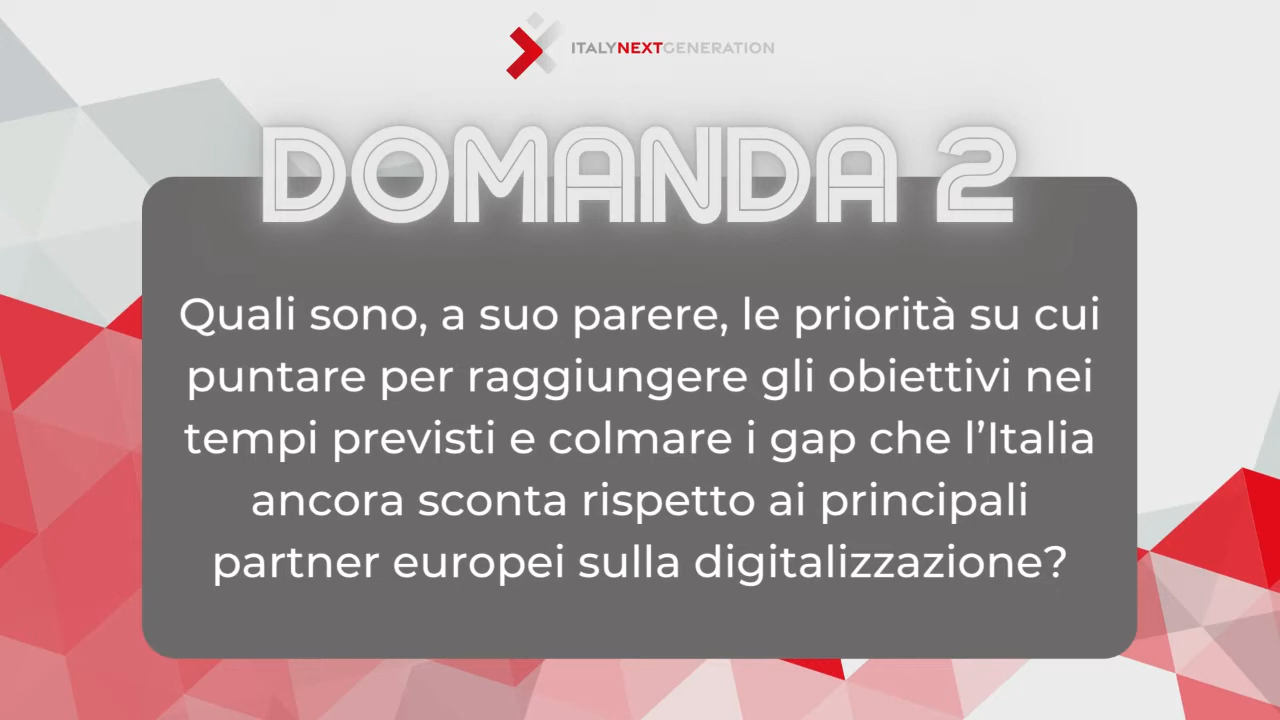 ITALYNEXTGENERATION
DOMANDA 2
Quali sono, a suo parere, le priorità su cui
puntare per raggiungere gli obiettivi nei
tempi previsti e colmare i gap che l’Italia
ancora sconta rispetto ai principali
partner europei sulla digitalizzazione?